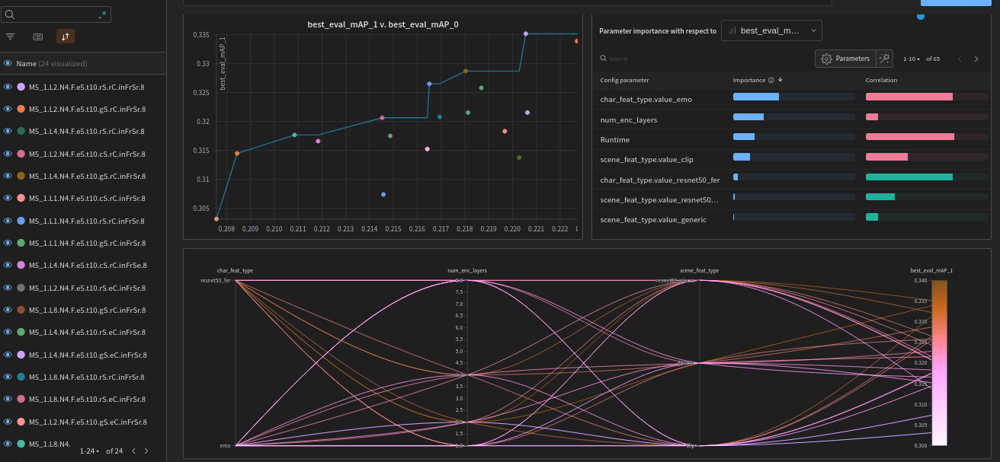 Name (24 visualized)
M5_1.L2.N4.F.e5.t10.rS.rC.inFrSr.8
M5_1.L2.N4.F.e5.t10.gS.rC.inFrSr.8
M5_1.L4.N4.F.e5.t10.rS.rC.inFrSr.8
M5_1.L2.N4.F.e5.t10.cS.rC.inFrSr.8
M5_1.L4.N4.F.e5.t10.gS.rC.inFrSr.8
M5_1.L1.N4.F.e5.t10.cS.rC.inFrSr.8
M5_1.L1.N4.F.e5.t10.rS.rC.inFrSr.8
M5_1.L1.N4.F.e5.t10.gS.rC.inFrSr.8
M5_1.L4.N4.F.e5.t10.cS.rC.inFrSe.8
M5_1.L2.N4.F.e5.t10.rS.eC.inFrSr.8
M5_1.L8.N4.F.e5.t10.gS.rC.inFrSr.8
M5_1.L4.N4.F.e5.t10.rS.eC.inFrSr.8
M5_1.L4.N4.F.e5.t10.gS.eC.inFrSr.8
M5_1.L8.N4.F.e5.t10.rS.rC.inFrSr.8
M5_1.L8.N4.F.e5.t10.rS.eC.inFrSr.8
M5_1.L2.N4.F.e5.t10.gS.eC.inFrSr.8
M5_1.L8.N4.
1-24 of 24
best_eval_mAP_1 v. best_eval_mAP_0
best_eval_mAP_1
0.335
0.33
0.325
0.32
0.315
0.31
0.305
0.208 0.209 0.210 0.211 0.212 0.213 0.214 0.215 0.216 0.217 0.218 0.219 0.220 0.221 0.222
Parameter importance with respect to best_eval_m...
Search Parameters 1-10 of 65
Config parameter Importance Correlation
char_feat_type.value_emo
num_enc_layers
Runtime
scene_feat_type.value_clip
char_feat_type.value_resnet50_fer
scene_feat_type.value_resnet50...
scene_feat_type.value_generic
char_feat_type num_enc_layers scene_feat_type best_eval_mAP_1
resnet50_fer
emo
8.0
7.5
7.0
6.5
6.0
5.5
5.0
4.5
4.0
3.5
3.0
2.5
2.0
1.5
1.0
clip
0.340
0.335
0.330
0.325
0.320
0.315
0.310
0.305
0.300